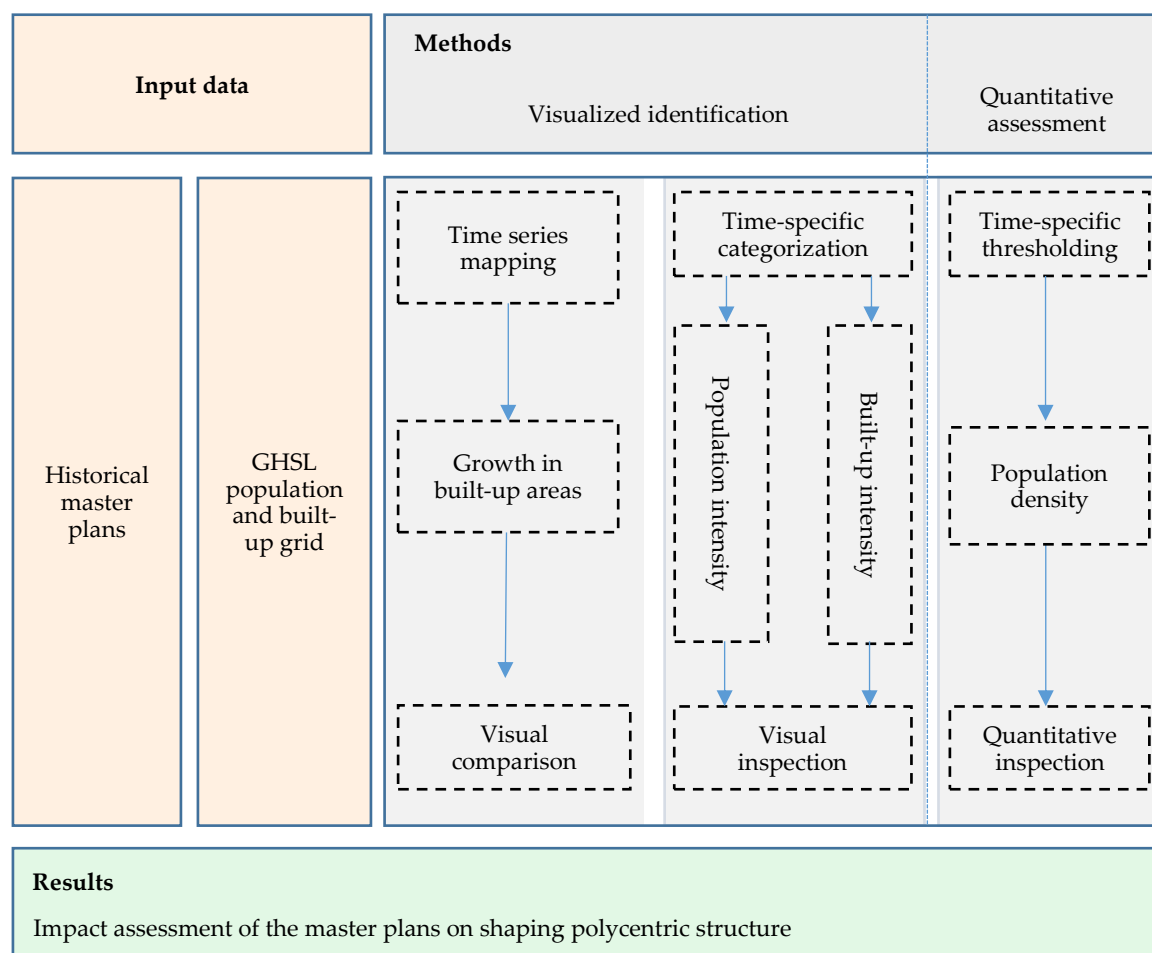 Input data
Methods
Visualized identification
Quantitative
assessment
Historical
master
plans
GHSL
population
and built-
up grid
Time series
mapping
Growth in
built-up areas
Visual
comparison
Time-specific
categorization
Population intensity
Built-up intensity
Visual
inspection
Time-specific
thresholding
Population
density
Quantitative
inspection
Results
Impact assessment of the master plans on shaping polycentric structure